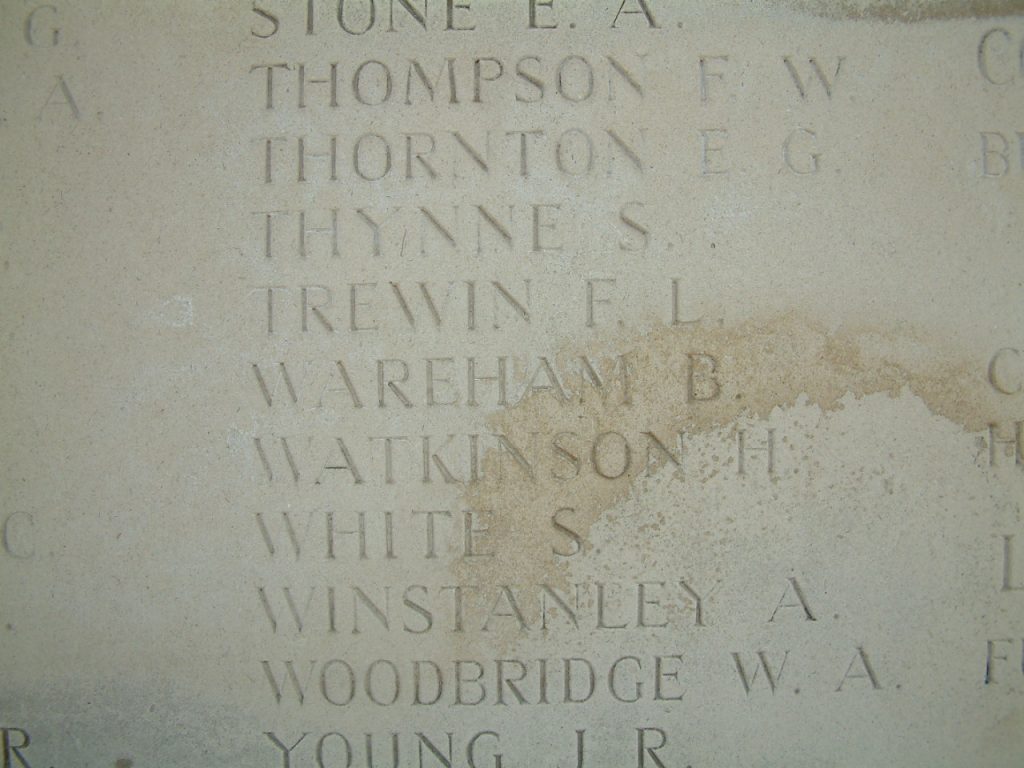 G.
A.
STONE E. A.
THOMPSON F. W.
THORNTON E. G.
THYNNE S.
TREWIN F. L.
WAREHAM B.
WATKINSON H
WHITE S.
WINSTANLEY A.
WOODBRIDGE W. A.
YOUNG J. R.
C.
R.